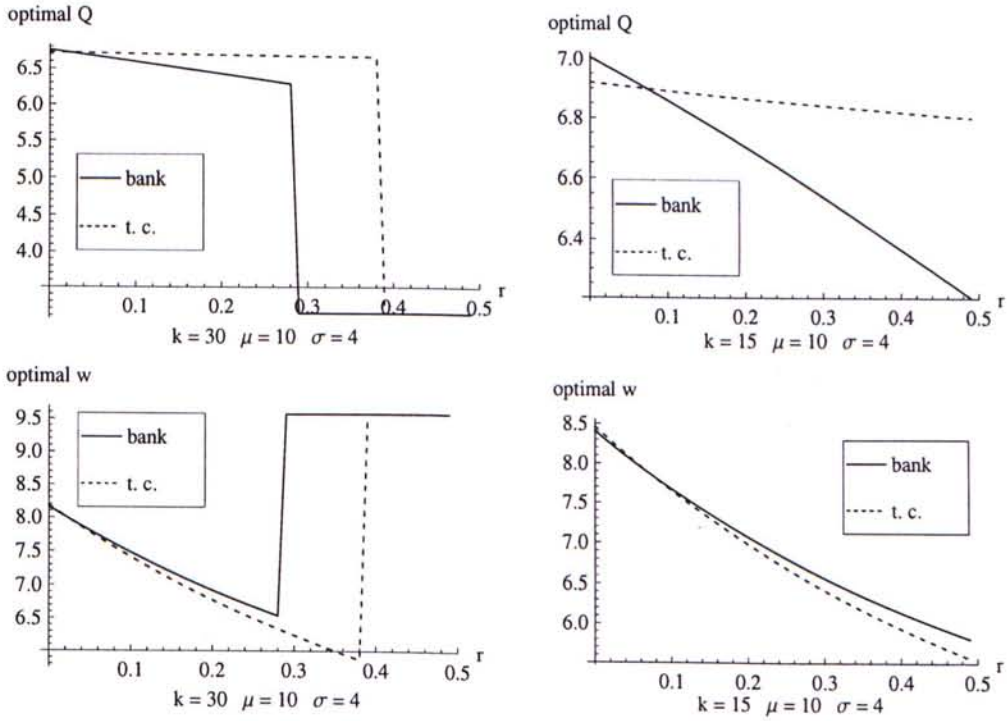 optimal Q
6.5
6.0
5.5
5.0
4.5
4.0
bank
t. c.
0.1 0.2 0.3 0.4 0.5 r
k = 30 μ = 10 σ = 4
optimal Q
7.0
6.8
6.6
6.4
bank
t. c.
0.1 0.2 0.3 0.4 0.5 r
k = 15 μ = 10 σ = 4
optimal w
9.5
9.0
8.5
8.0
7.5
7.0
6.5
bank
t. c.
0.1 0.2 0.3 0.4 0.5 r
k = 30 μ = 10 σ = 4
optimal w
8.5
8.0
7.5
7.0
6.5
6.0
bank
t. c.
0.1 0.2 0.3 0.4 0.5 r
k = 15 μ = 10 σ = 4